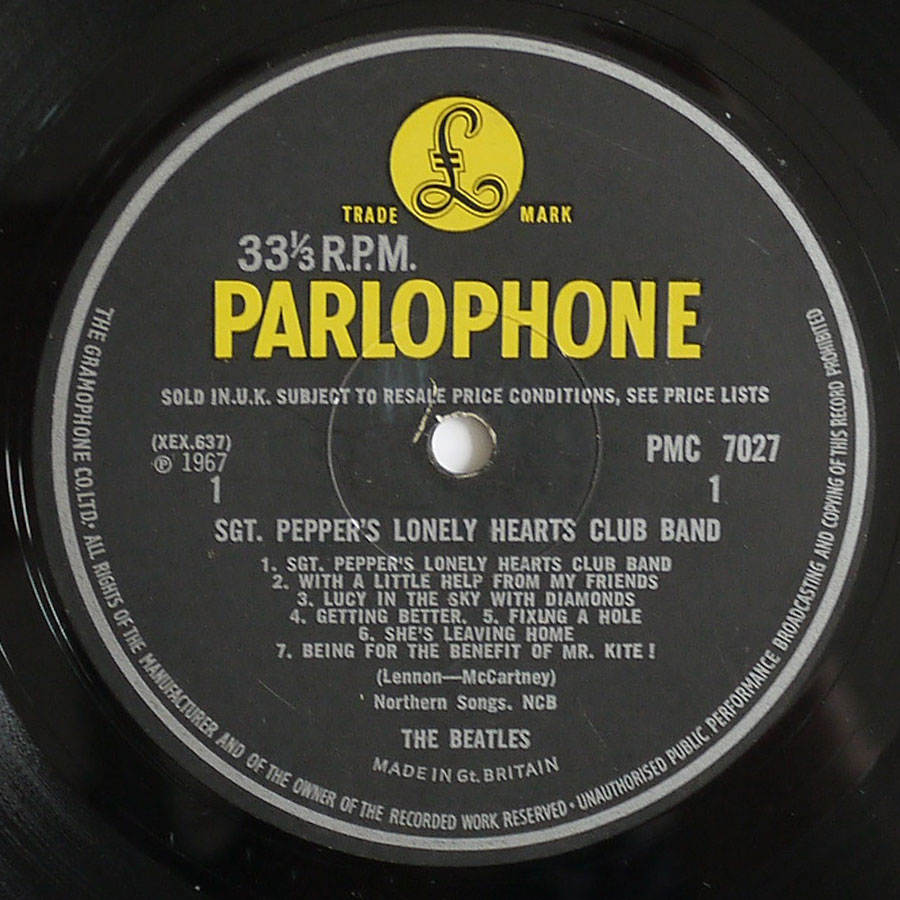 £
TRADE MARK
33⅓ R.P.M.
PARLOPHONE
SOLD IN.U.K. SUBJECT TO RESALE PRICE CONDITIONS, SEE PRICE LISTS
(XEX.637)
℗ 1967
1
PMC 7027
1
SGT. PEPPER'S LONELY HEARTS CLUB BAND
1. SGT. PEPPER'S LONELY HEARTS CLUB BAND
2. WITH A LITTLE HELP FROM MY FRIENDS
3. LUCY IN THE SKY WITH DIAMONDS
4. GETTING BETTER. 5. FIXING A HOLE
6. SHE'S LEAVING HOME
7. BEING FOR THE BENEFIT OF MR. KITE!
(Lennon—McCartney)
Northern Songs. NCB
THE BEATLES
MADE IN Gt. BRITAIN
THE GRAMOPHONE CO. LTD. ALL RIGHTS OF THE MANUFACTURER AND OF THE OWNER OF THE RECORDED WORK RESERVED • UNAUTHORISED PUBLIC PERFORMANCE BROADCASTING AND COPYING OF THIS RECORD PROHIBITED